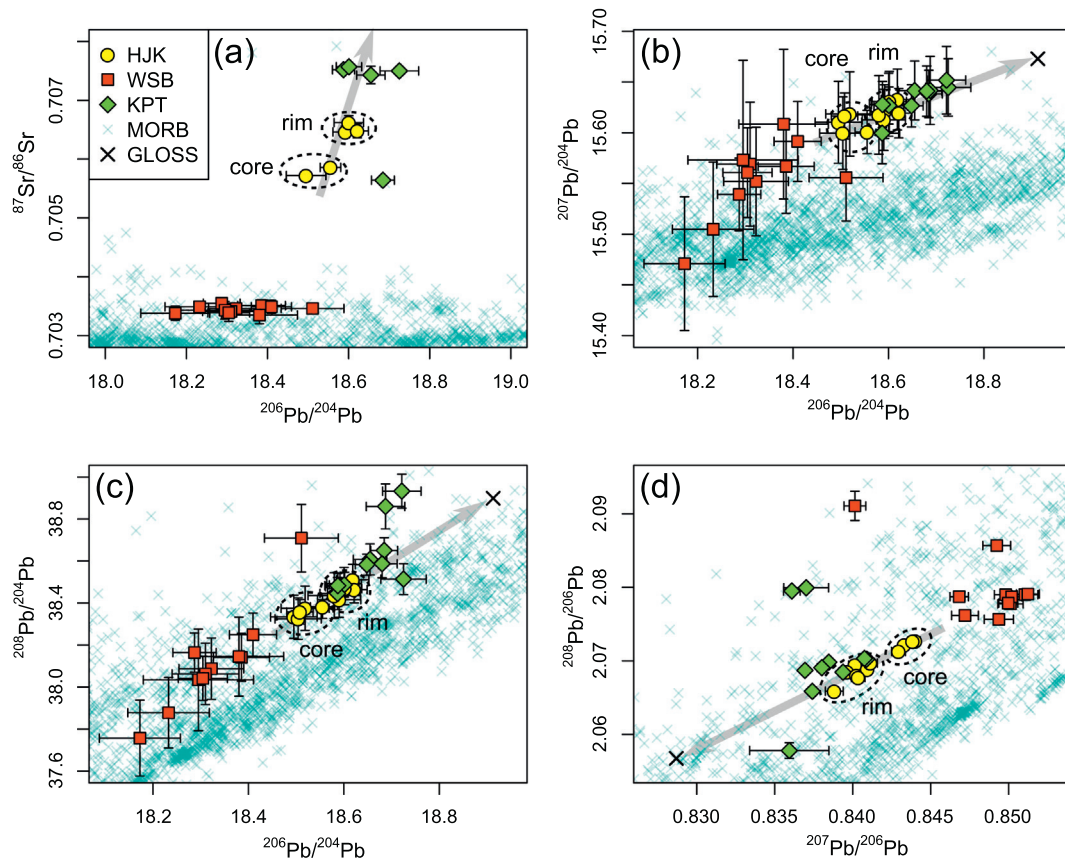 (a)
HJK
WSB
KPT
MORB
GLOSS
rim
core
0.707
0.705
0.703
⁸⁷Sr/⁸⁶Sr
18.0 18.2 18.4 18.6 18.8 19.0
²⁰⁶Pb/²⁰⁴Pb
(b)
core
rim
15.70
15.60
15.50
15.40
²⁰⁷Pb/²⁰⁴Pb
18.2 18.4 18.6 18.8
²⁰⁶Pb/²⁰⁴Pb
(c)
core
rim
38.8
38.4
38.0
37.6
²⁰⁸Pb/²⁰⁴Pb
18.2 18.4 18.6 18.8
²⁰⁶Pb/²⁰⁴Pb
(d)
core
rim
2.09
2.08
2.07
2.06
²⁰⁸Pb/²⁰⁶Pb
0.830 0.835 0.840 0.845 0.850
²⁰⁷Pb/²⁰⁶Pb